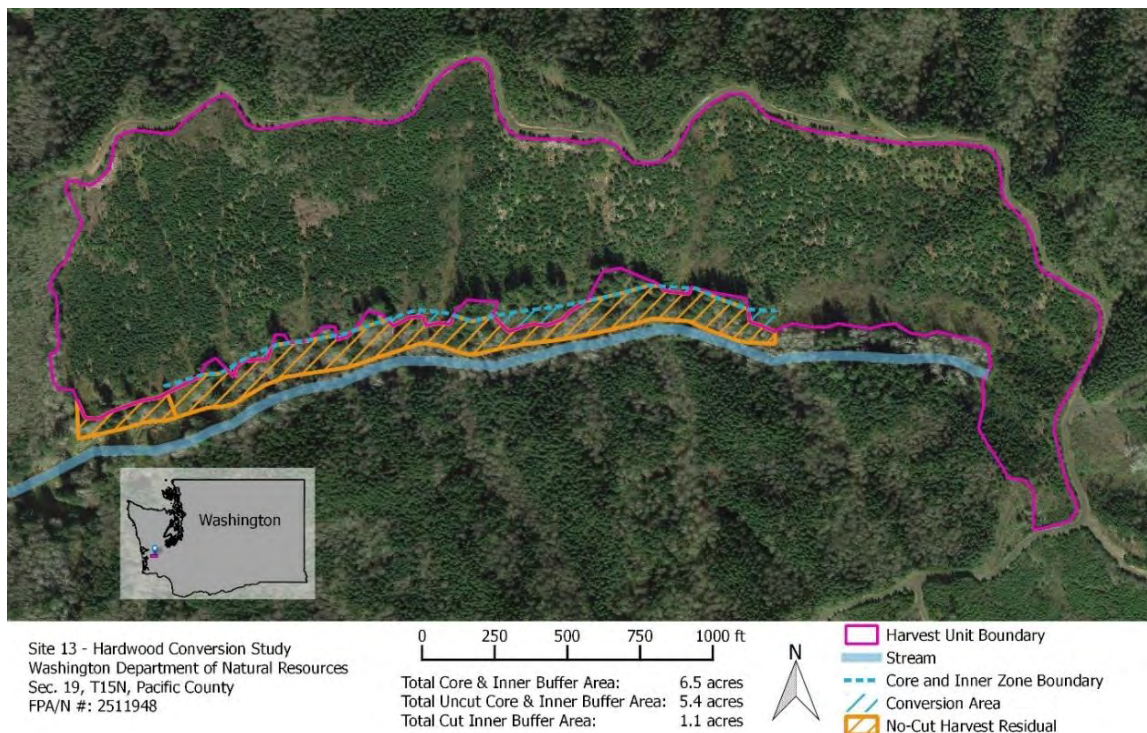 Washington
Site 13 - Hardwood Conversion Study
Washington Department of Natural Resources
Sec. 19, T15N, Pacific County
FPA/N #: 2511948
0 250 500 750 1000 ft
Total Core & Inner Buffer Area: 6.5 acres
Total Uncut Core & Inner Buffer Area: 5.4 acres
Total Cut Inner Buffer Area: 1.1 acres
N
Harvest Unit Boundary
Stream
Core and Inner Zone Boundary
Conversion Area
No-Cut Harvest Residual